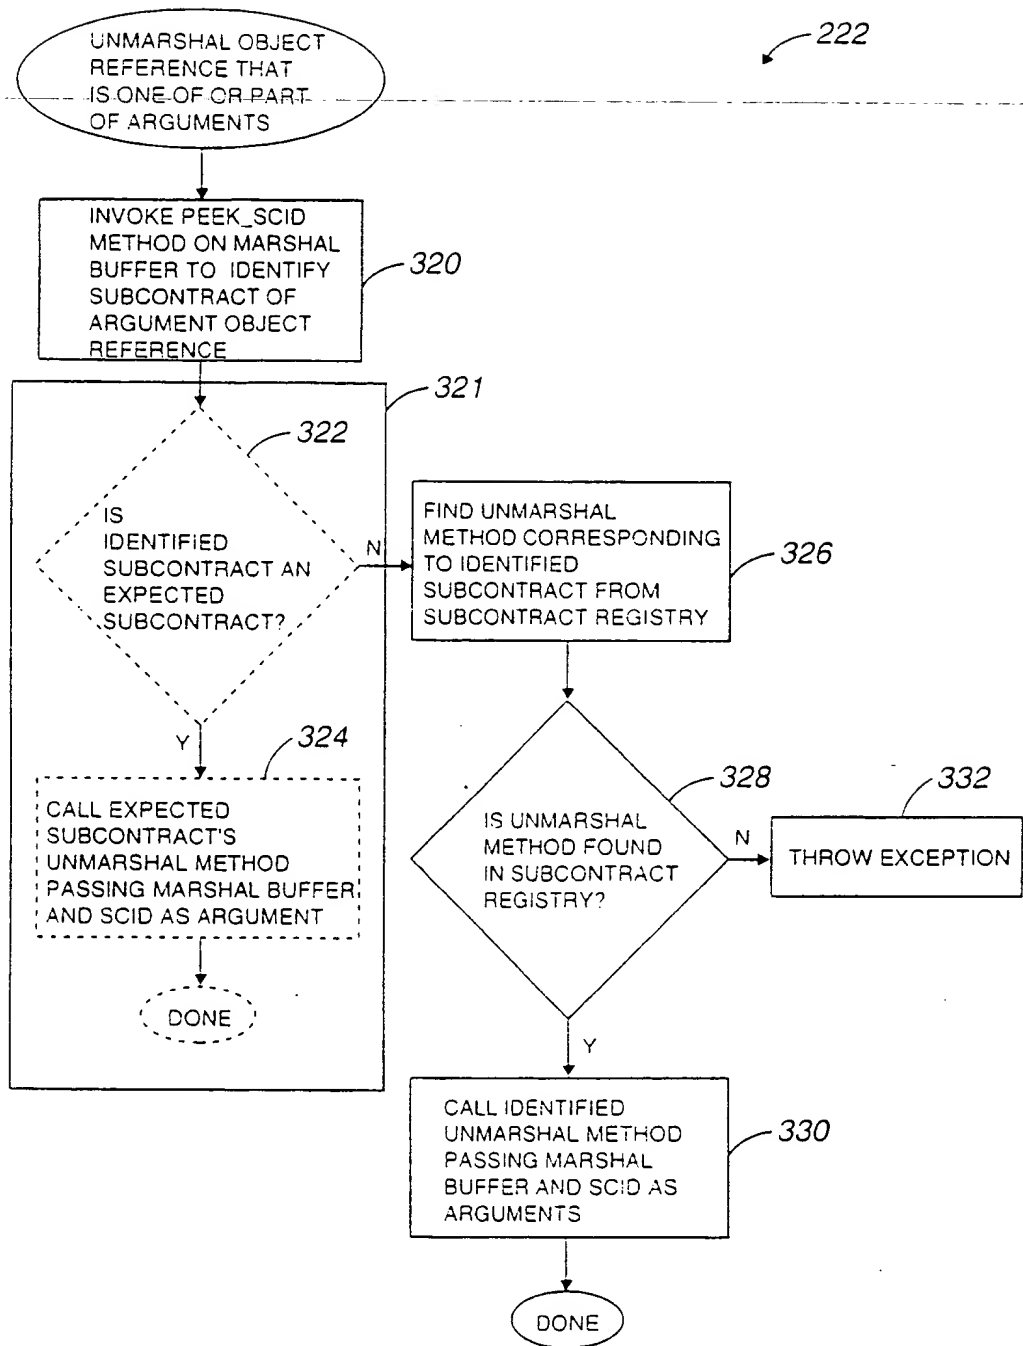 UNMARSHAL OBJECT
REFERENCE THAT
IS ONE OF OR PART
OF ARGUMENTS
222
INVOKE PEEK_SCID
METHOD ON MARSHAL
BUFFER TO IDENTIFY
SUBCONTRACT OF
ARGUMENT OBJECT
REFERENCE
320
321
322
IS
IDENTIFIED
SUBCONTRACT AN
EXPECTED
SUBCONTRACT?
N
FIND UNMARSHAL
METHOD CORRESPONDING
TO IDENTIFIED
SUBCONTRACT FROM
SUBCONTRACT REGISTRY
326
Y
324
CALL EXPECTED
SUBCONTRACT'S
UNMARSHAL METHOD
PASSING MARSHAL BUFFER
AND SCID AS ARGUMENT
DONE
328
IS UNMARSHAL
METHOD FOUND
IN SUBCONTRACT
REGISTRY?
N
332
THROW EXCEPTION
Y
CALL IDENTIFIED
UNMARSHAL METHOD
PASSING MARSHAL
BUFFER AND SCID AS
ARGUMENTS
330
DONE